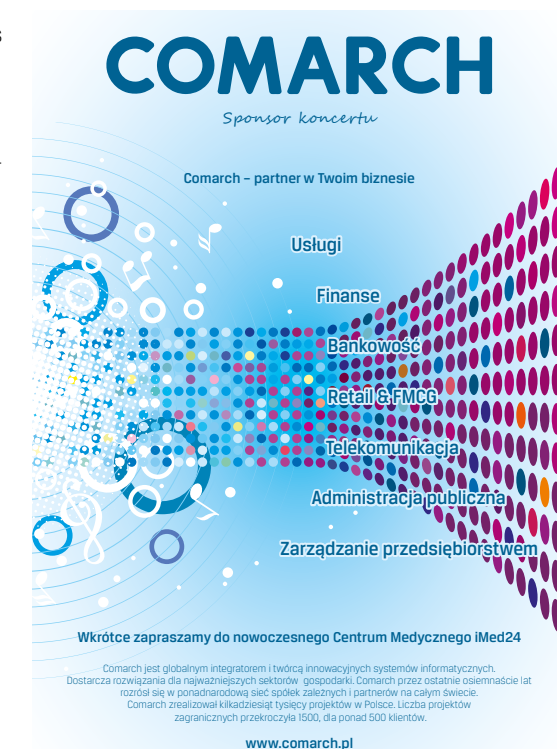 COMARCH
Sponsor koncertu
Comarch – partner w Twoim biznesie
Usługi
Finanse
Bankowość
Retail & FMCG
Telekomunikacja
Administracja publiczna
Zarządzanie przedsiębiorstwem
Wkrótce zapraszamy do nowoczesnego Centrum Medycznego iMed24
Comarch jest globalnym integratorem i twórcą innowacyjnych systemów informatycznych.
Dostarcza rozwiązania dla najważniejszych sektorów gospodarki. Comarch przez ostatnie osiemnaście lat
rozrósł się w ponadnarodową sieć spółek zależnych i partnerów na całym świecie.
Comarch zrealizował kilkadziesiąt tysięcy projektów w Polsce. Liczba projektów
zagranicznych przekroczyła 1500, dla ponad 500 klientów.
www.comarch.pl